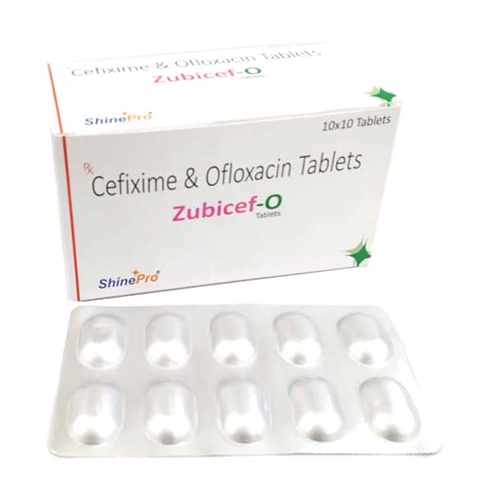 Cefixime & Ofloxacin Tablets
Zubicef-O
ShinePro
10x10 Tablets
Rx
Cefixime & Ofloxacin Tablets
Zubicef-O
Tablets
ShinePro®